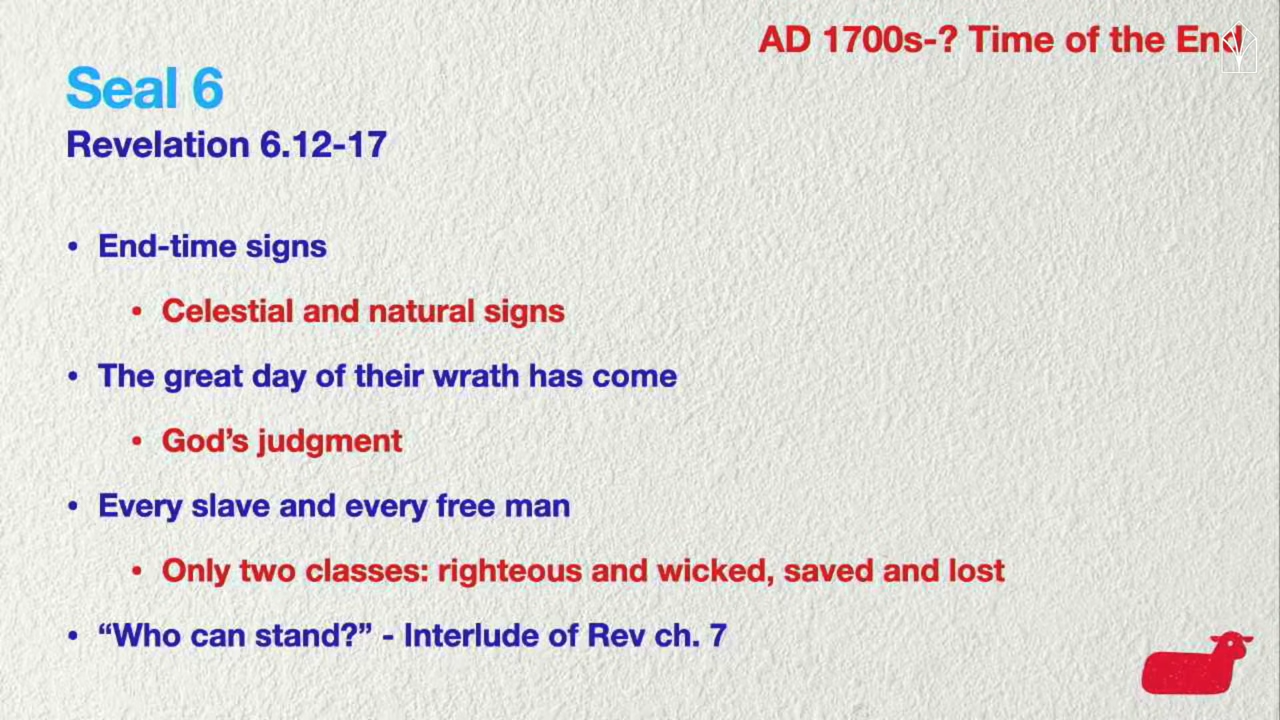 AD 1700s-? Time of the End
Seal 6
Revelation 6.12-17
• End-time signs
• Celestial and natural signs
• The great day of their wrath has come
• God’s judgment
• Every slave and every free man
• Only two classes: righteous and wicked, saved and lost
• “Who can stand?” - Interlude of Rev ch. 7